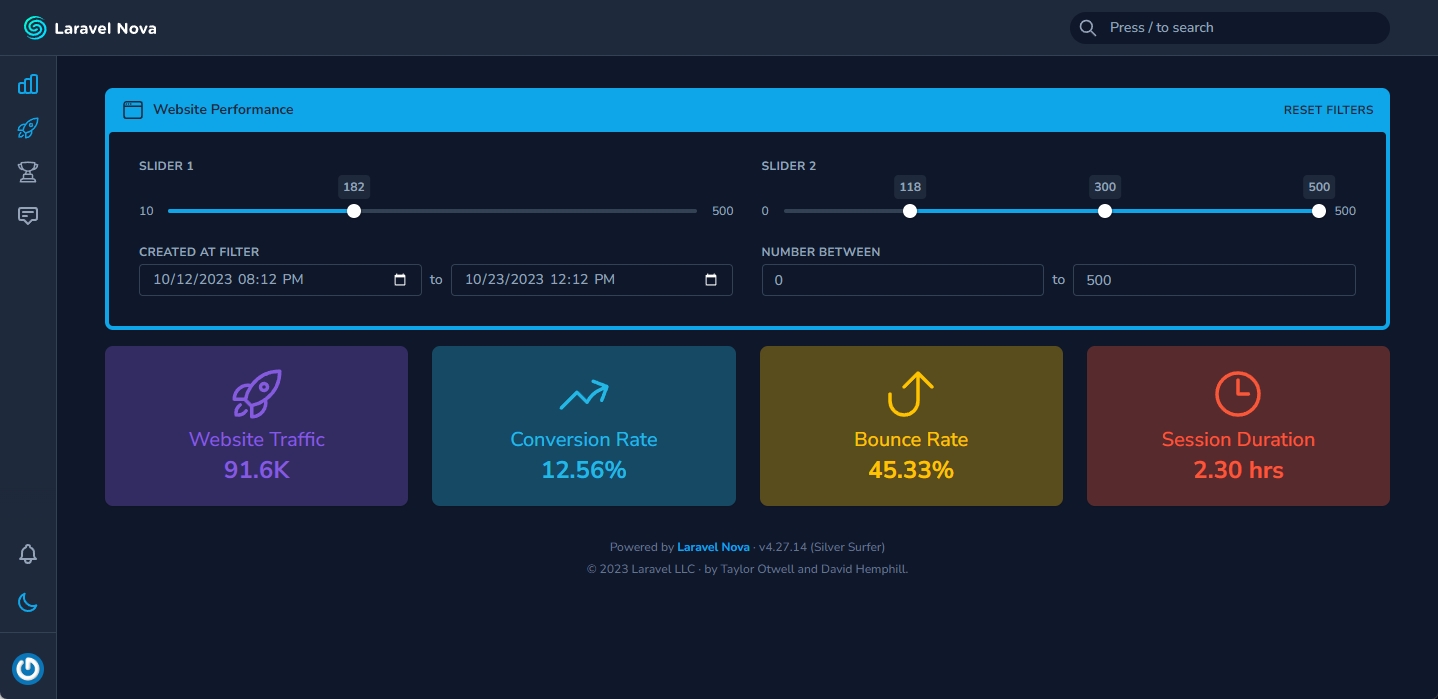 Laravel Nova
Press / to search
Website Performance
RESET FILTERS
SLIDER 1
182
10
500
SLIDER 2
118
300
500
0
500
CREATED AT FILTER
10/12/2023 08:12 PM
to
10/23/2023 12:12 PM
NUMBER BETWEEN
0
to
500
Website Traffic
91.6K
Conversion Rate
12.56%
Bounce Rate
45.33%
Session Duration
2.30 hrs
Powered by Laravel Nova · v4.27.14 (Silver Surfer)
© 2023 Laravel LLC · by Taylor Otwell and David Hemphill.